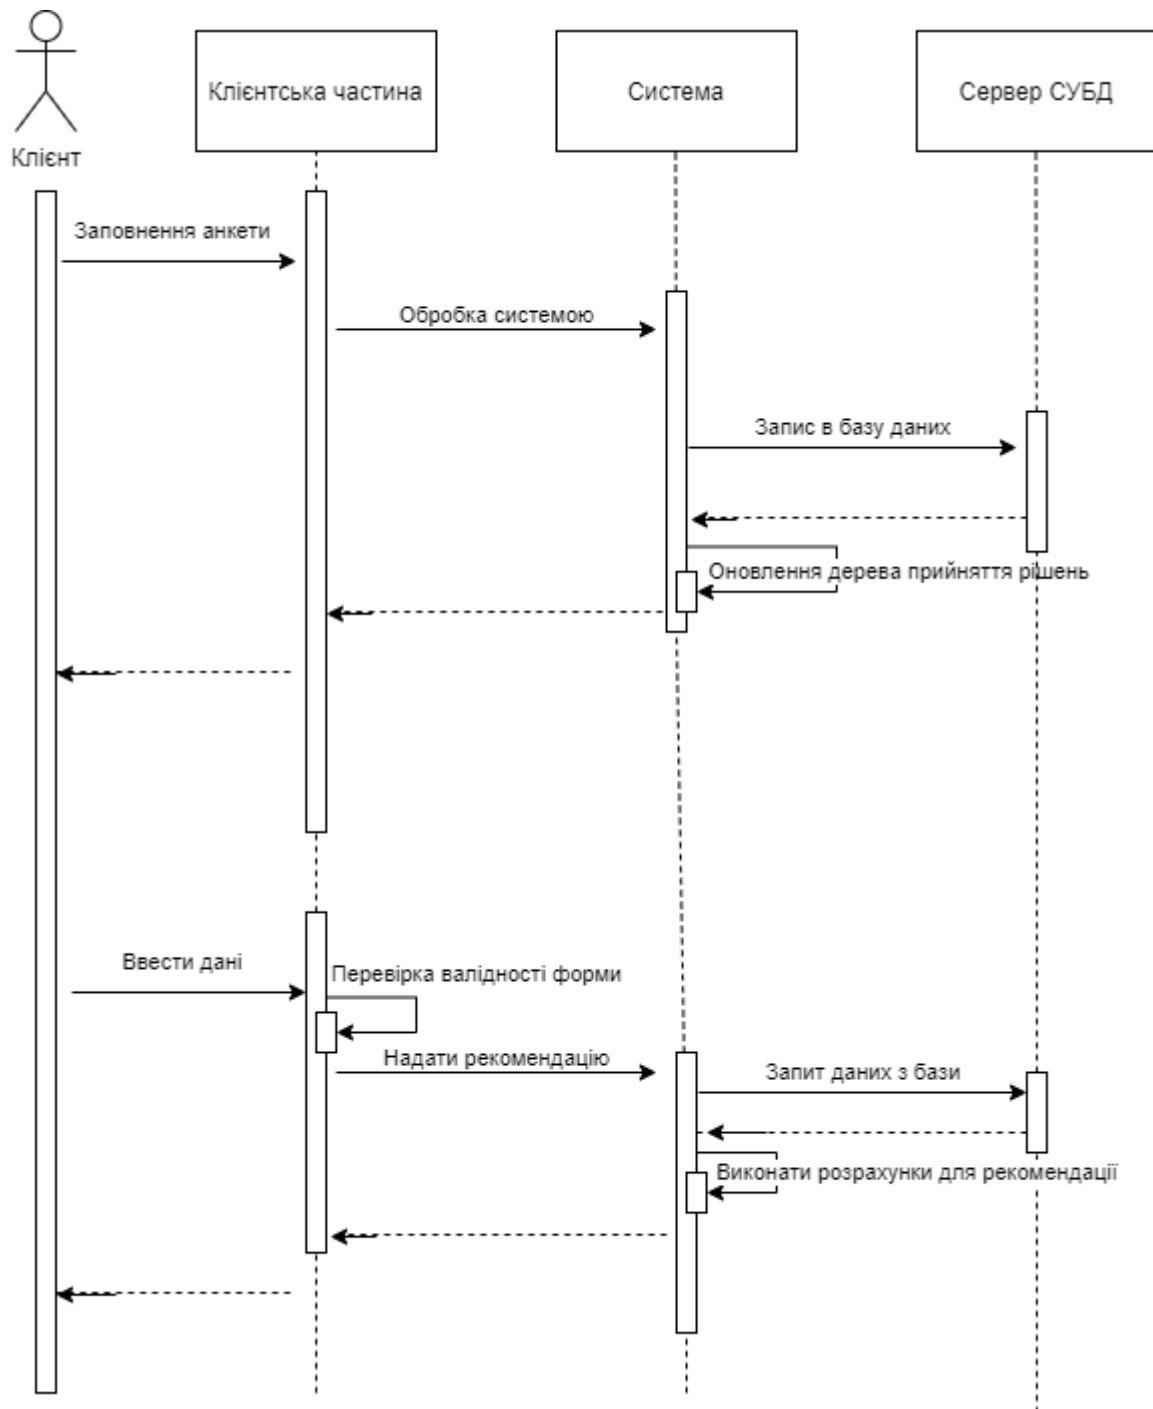 Клієнт
Клієнтська частина
Система
Сервер СУБД
Заповнення анкети
Обробка системою
Запис в базу даних
Оновлення дерева прийняття рішень
Ввести дані
Перевірка валідності форми
Надати рекомендацію
Запит даних з бази
Виконати розрахунки для рекомендації